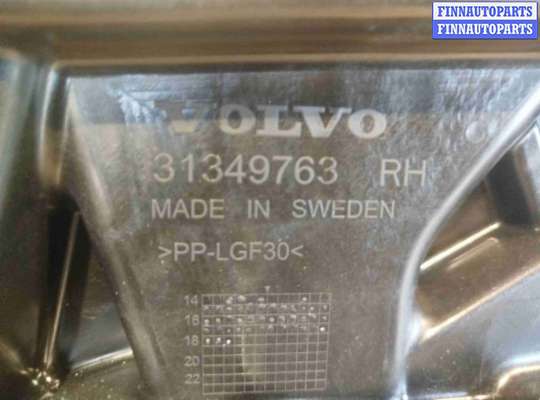 FINNAUTOPARTS
FINNAUTOPARTS
VOLVO
31349763 RH
MADE IN SWEDEN
>PP-LGF30<
14
16
18
20
22